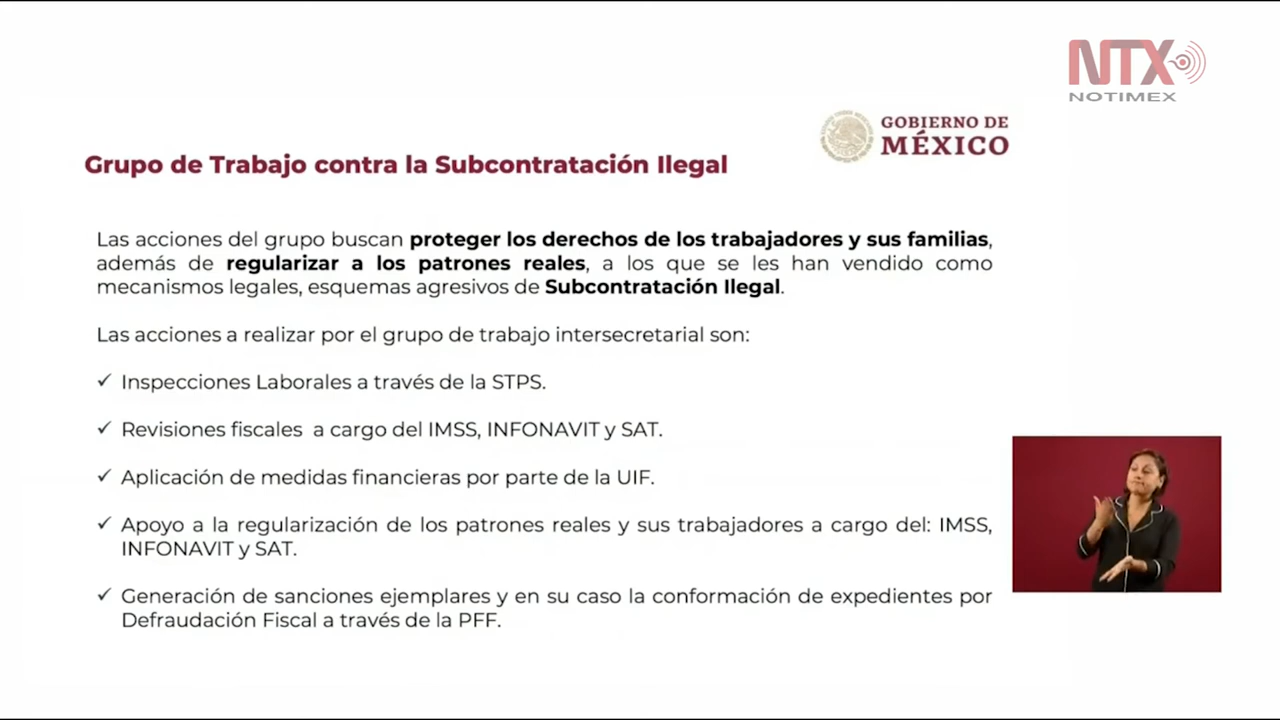 NTX
NOTIMEX
GOBIERNO DE
MÉXICO
Grupo de Trabajo contra la Subcontratación Ilegal
Las acciones del grupo buscan proteger los derechos de los trabajadores y sus familias,
además de regularizar a los patrones reales, a los que se les han vendido como
mecanismos legales, esquemas agresivos de Subcontratación Ilegal.
Las acciones a realizar por el grupo de trabajo intersecretarial son:
✓ Inspecciones Laborales a través de la STPS.
✓ Revisiones fiscales a cargo del IMSS, INFONAVIT y SAT.
✓ Aplicación de medidas financieras por parte de la UIF.
✓ Apoyo a la regularización de los patrones reales y sus trabajadores a cargo del: IMSS,
INFONAVIT y SAT.
✓ Generación de sanciones ejemplares y en su caso la conformación de expedientes por
Defraudación Fiscal a través de la PFF.